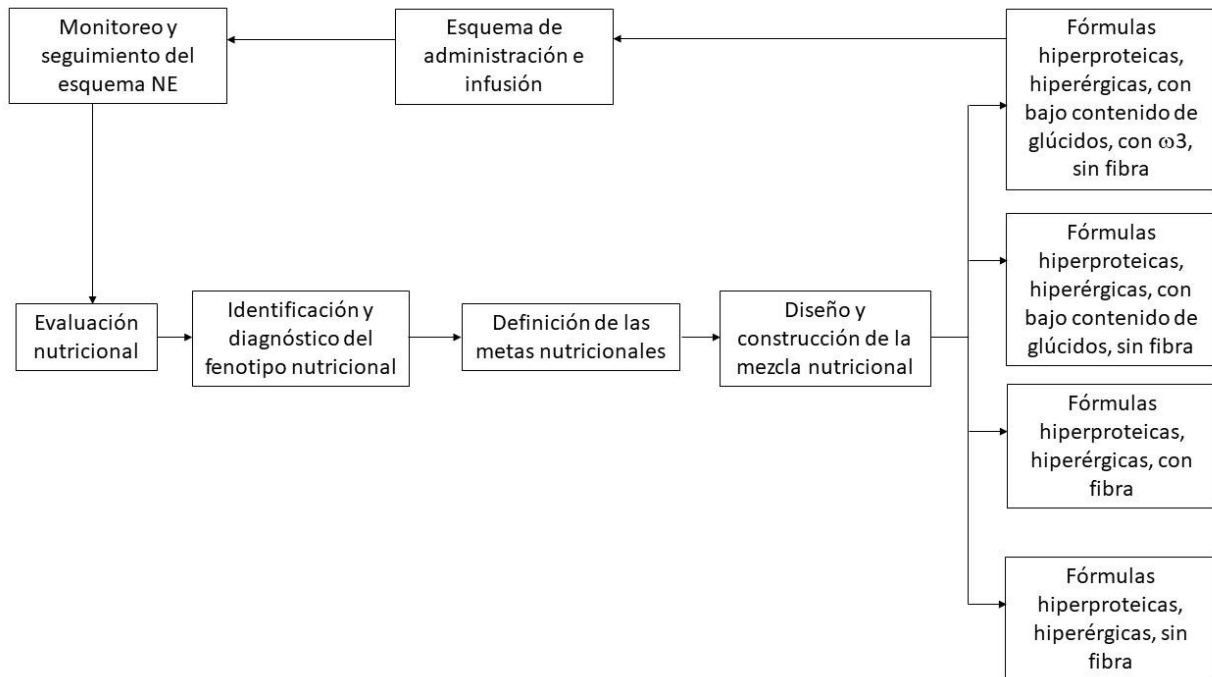 Monitoreo y
seguimiento del
esquema NE
Esquema de
administración e
infusión
Fórmulas
hiperproteicas,
hiperérgicas, con
bajo contenido de
glúcidos, con ω3,
sin fibra
Fórmulas
hiperproteicas,
hiperérgicas, con
bajo contenido de
glúcidos, sin fibra
Evaluación
nutricional
Identificación y
diagnóstico del
fenotipo nutricional
Definición de las
metas nutricionales
Diseño y
construcción de la
mezcla nutricional
Fórmulas
hiperproteicas,
hiperérgicas, con
fibra
Fórmulas
hiperproteicas,
hiperérgicas, sin
fibra